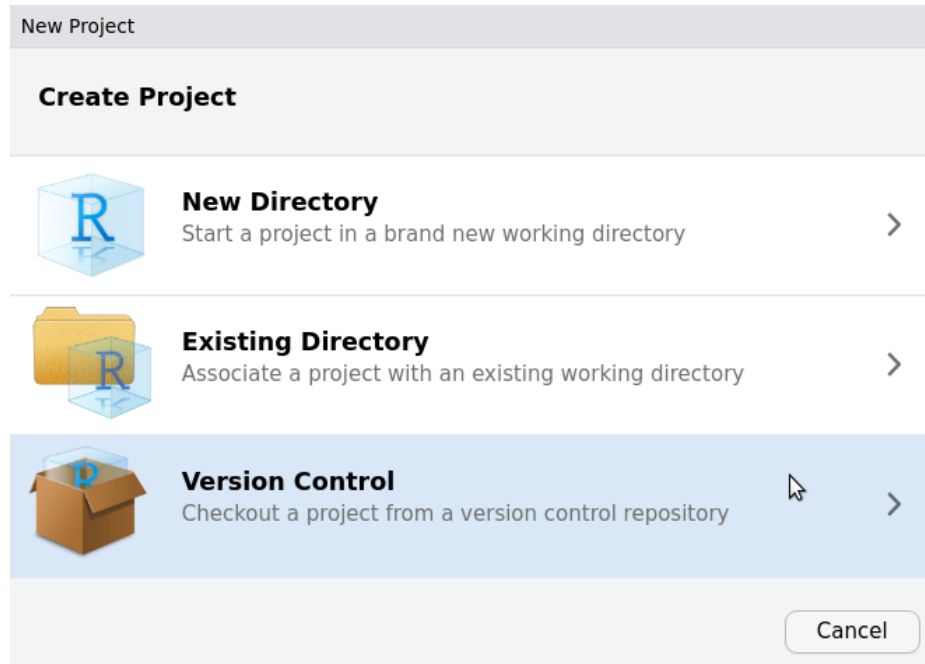 New Project
Create Project
R
New Directory
Start a project in a brand new working directory
R
Existing Directory
Associate a project with an existing working directory
R
Version Control
Checkout a project from a version control repository
Cancel